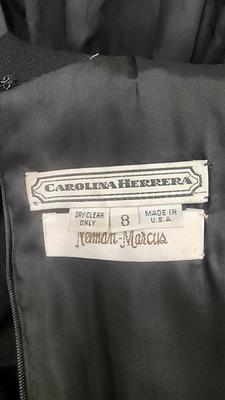 CAROLINA HERRERA
DRY CLEAN ONLY
8
MADE IN U.S.A.
Neiman-Marcus